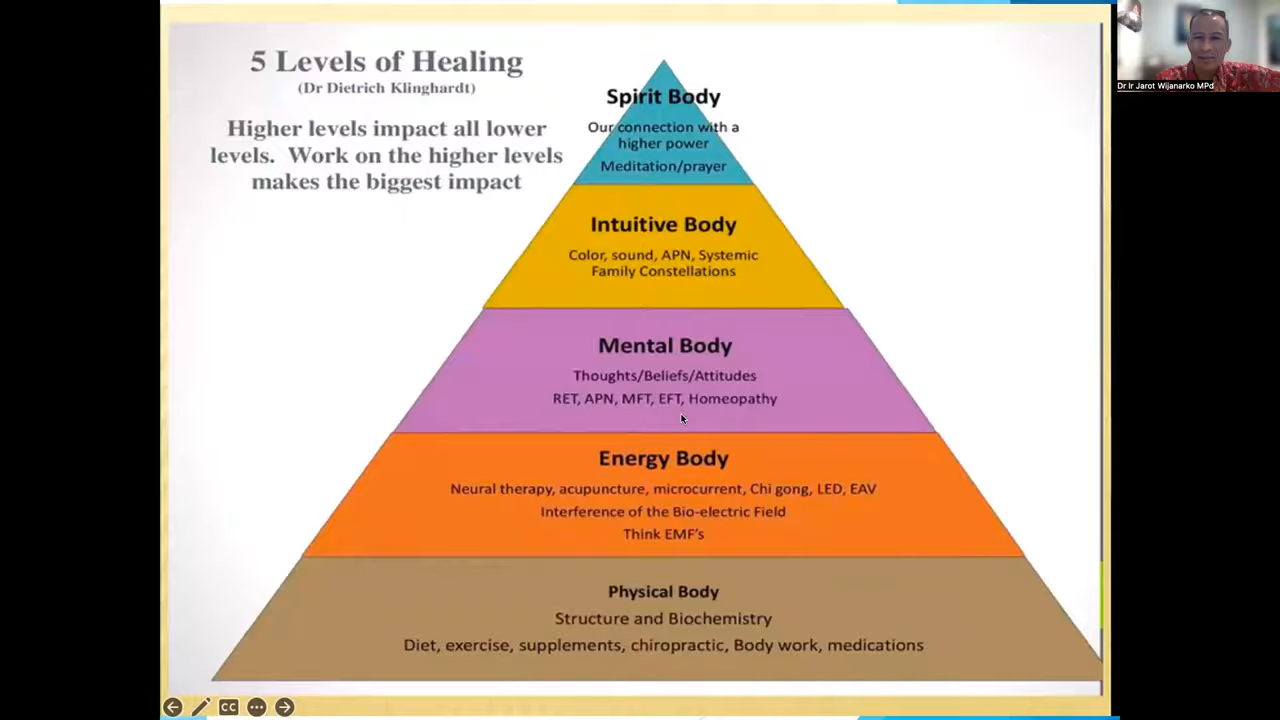 5 Levels of Healing
(Dr Dietrich Klinghardt)
Higher levels impact all lower
levels. Work on the higher levels
makes the biggest impact
Spirit Body
Our connection with a
higher power
Meditation/prayer
Intuitive Body
Color, sound, APN, Systemic
Family Constellations
Mental Body
Thoughts/Beliefs/Attitudes
RET, APN, MFT, EFT, Homeopathy
Energy Body
Neural therapy, acupuncture, microcurrent, Chi gong, LED, EAV
Interference of the Bio-electric Field
Think EMF's
Physical Body
Structure and Biochemistry
Diet, exercise, supplements, chiropractic, Body work, medications
Dr Ir Jarot Wijanarko MPd
CC